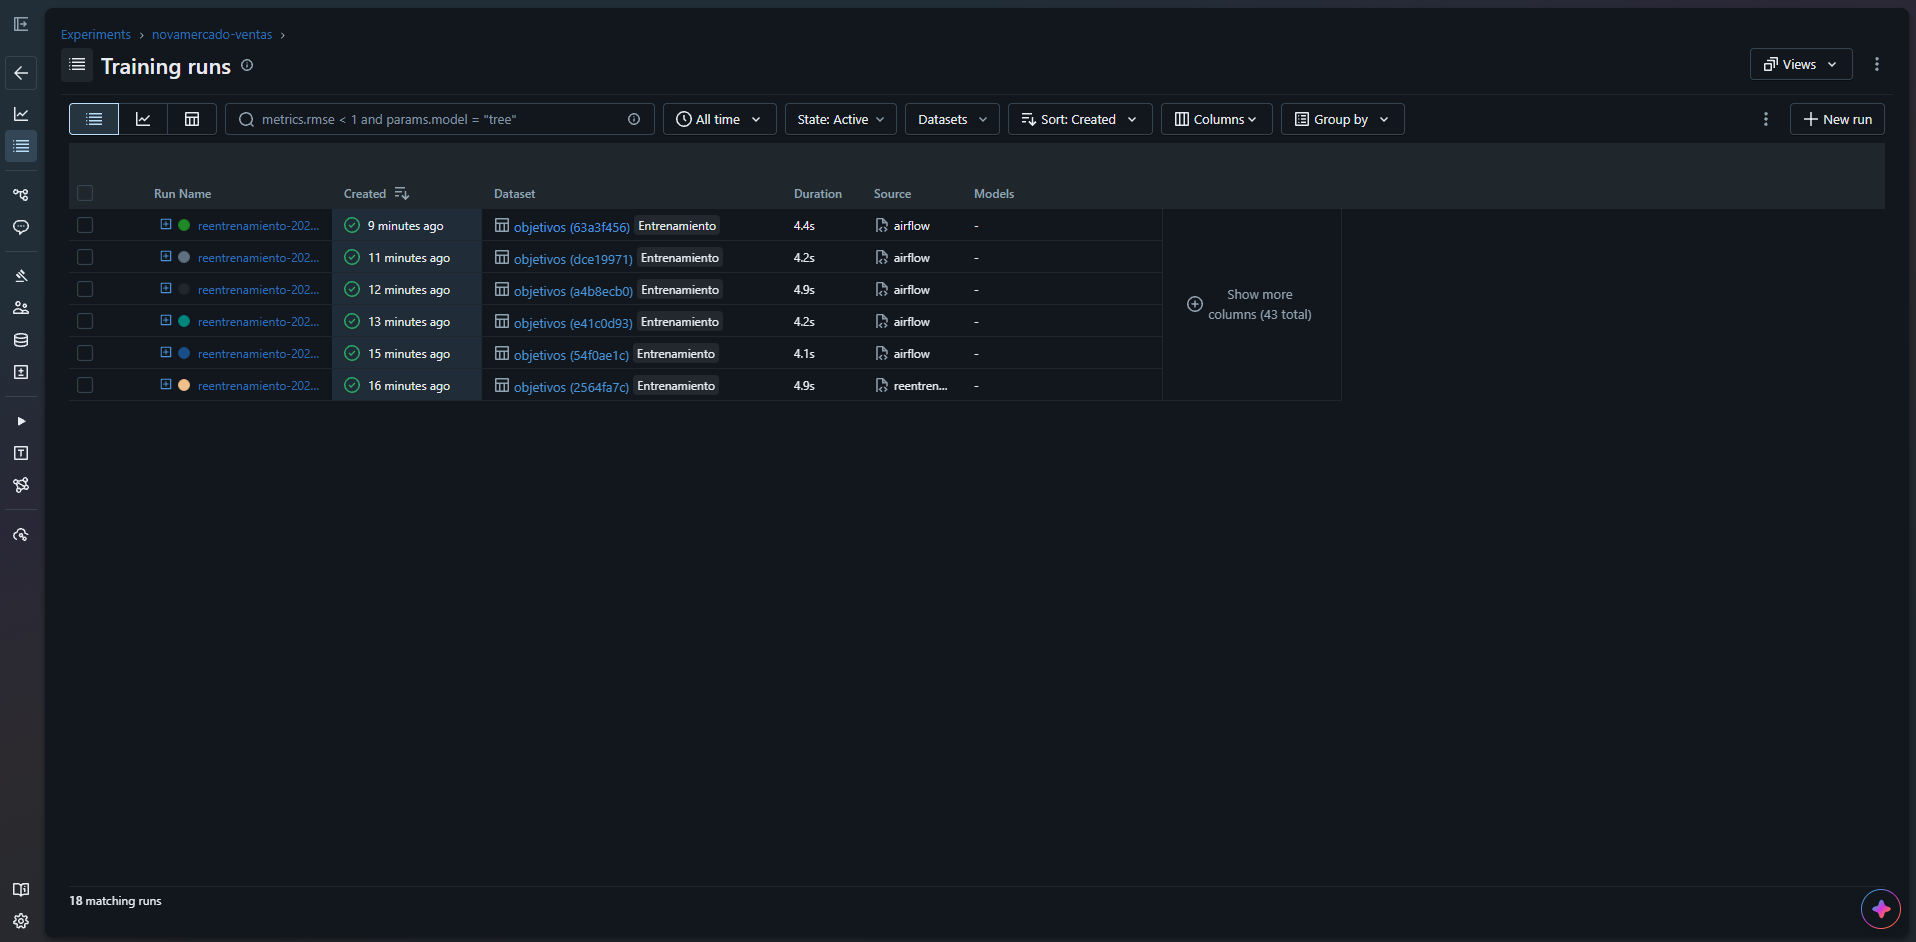 Experiments › novamercado-ventas ›
Training runs
Views
metrics.rmse < 1 and params.model = "tree"
All time
State: Active
Datasets
Sort: Created
Columns
Group by
New run
Run Name Created Dataset Duration Source Models
reentrenamiento-202... 9 minutes ago objetivos (63a3f456) Entrenamiento 4.4s airflow -
reentrenamiento-202... 11 minutes ago objetivos (dce19971) Entrenamiento 4.2s airflow -
reentrenamiento-202... 12 minutes ago objetivos (a4b8ecb0) Entrenamiento 4.9s airflow -
reentrenamiento-202... 13 minutes ago objetivos (e41c0d93) Entrenamiento 4.2s airflow -
reentrenamiento-202... 15 minutes ago objetivos (54f0ae1c) Entrenamiento 4.1s airflow -
reentrenamiento-202... 16 minutes ago objetivos (2564fa7c) Entrenamiento 4.9s reentren... -
Show more
columns (43 total)
18 matching runs